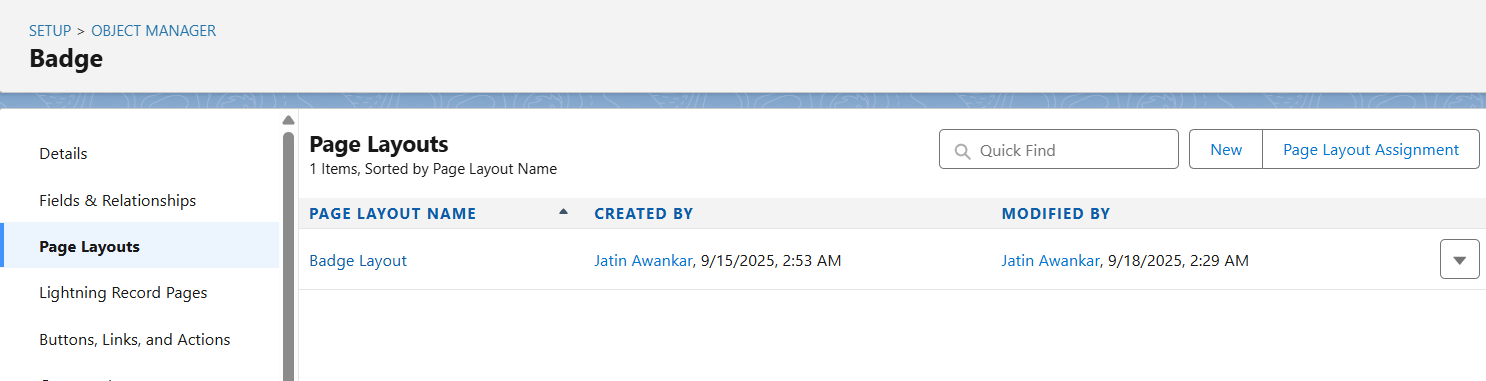 SETUP > OBJECT MANAGER
Badge
Details
Fields & Relationships
Page Layouts
Lightning Record Pages
Buttons, Links, and Actions
Page Layouts
1 Items, Sorted by Page Layout Name
Quick Find
New
Page Layout Assignment
PAGE LAYOUT NAME CREATED BY MODIFIED BY
Badge Layout Jatin Awankar, 9/15/2025, 2:53 AM Jatin Awankar, 9/18/2025, 2:29 AM